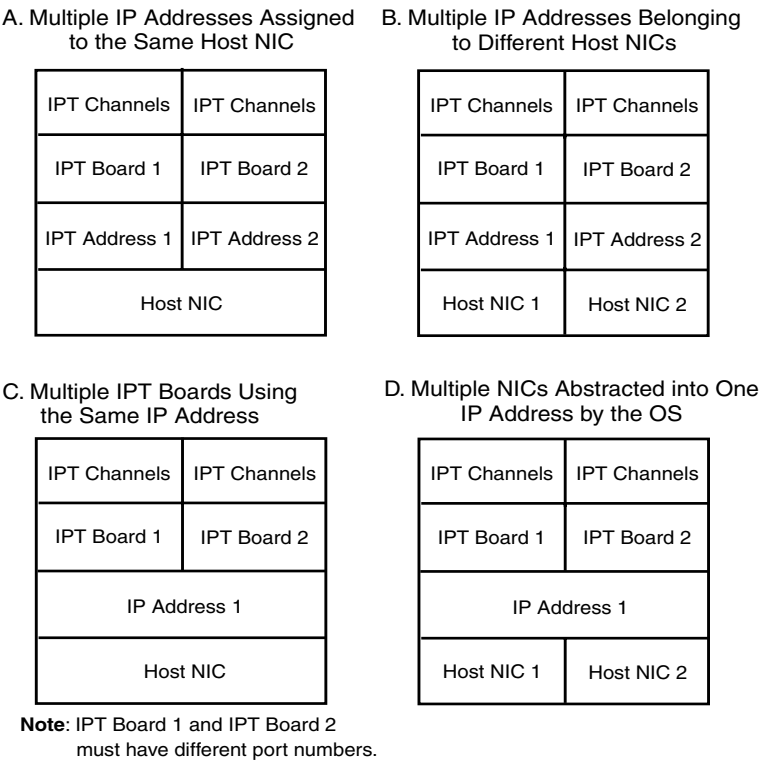 A. Multiple IP Addresses Assigned
to the Same Host NIC
IPT Channels
IPT Channels
IPT Board 1
IPT Board 2
IPT Address 1
IPT Address 2
Host NIC
B. Multiple IP Addresses Belonging
to Different Host NICs
IPT Channels
IPT Channels
IPT Board 1
IPT Board 2
IPT Address 1
IPT Address 2
Host NIC 1
Host NIC 2
C. Multiple IPT Boards Using
the Same IP Address
IPT Channels
IPT Channels
IPT Board 1
IPT Board 2
IP Address 1
Host NIC
Note: IPT Board 1 and IPT Board 2
must have different port numbers.
D. Multiple NICs Abstracted into One
IP Address by the OS
IPT Channels
IPT Channels
IPT Board 1
IPT Board 2
IP Address 1
Host NIC 1
Host NIC 2